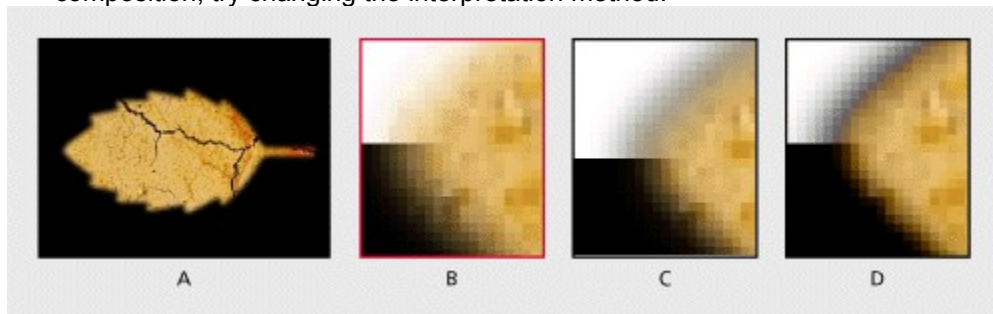 composition, try changing the interpretation method.
A B C D